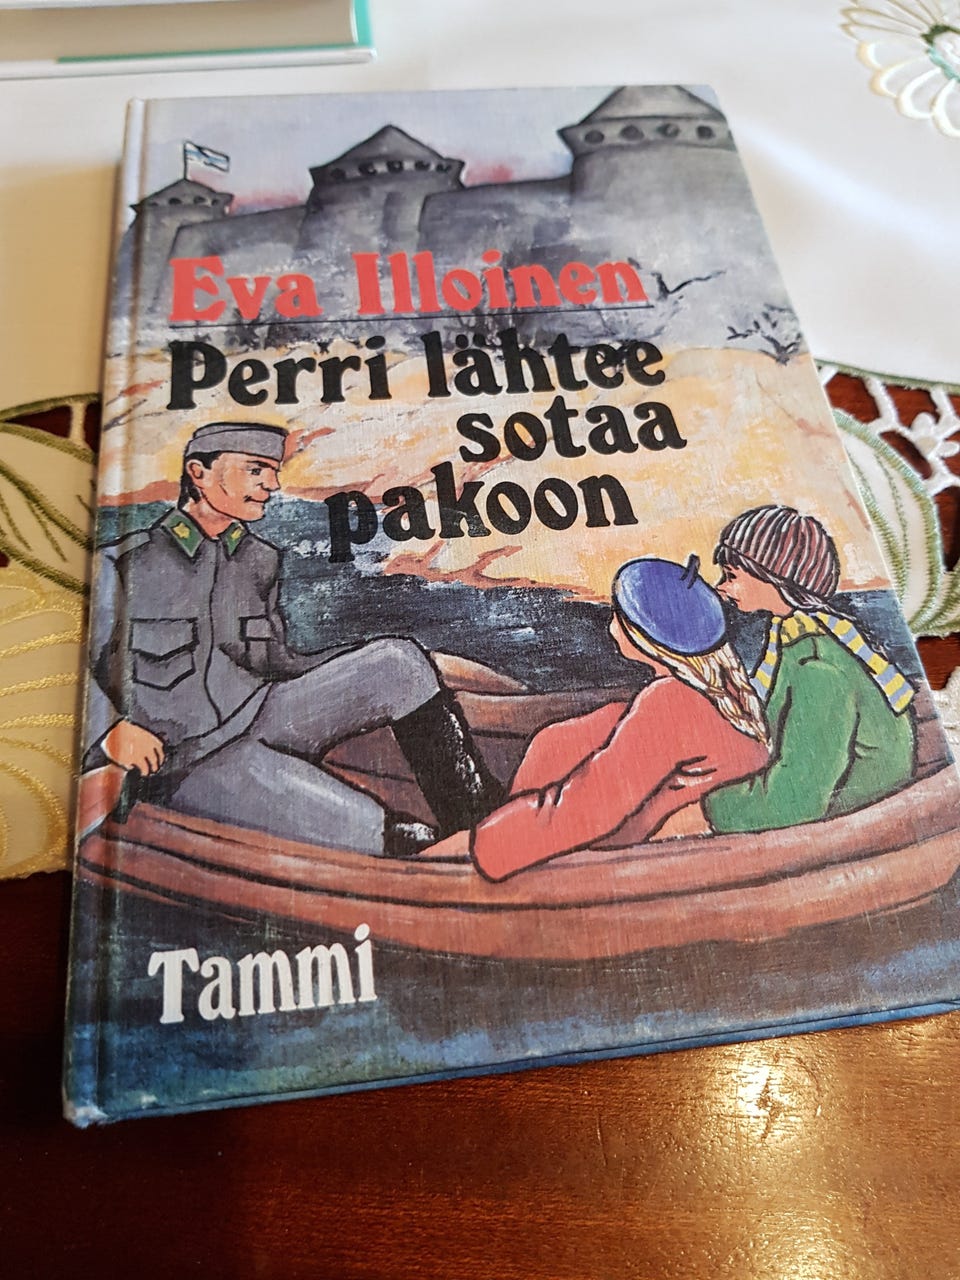 Eva Illoinen
Perri lähtee
sotaa
pakoon
Tammi